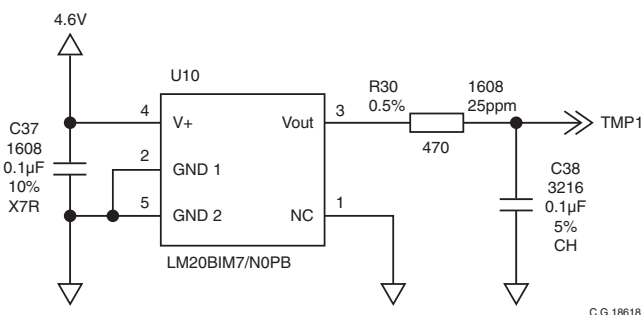 4.6V
U10
C37
1608
0.1µF
10%
X7R
4
V+
2
GND 1
5
GND 2
Vout
3
NC
1
LM20BIM7/N0PB
R30
0.5%
1608
25ppm
470
TMP1
C38
3216
0.1µF
5%
CH
C.G.18618